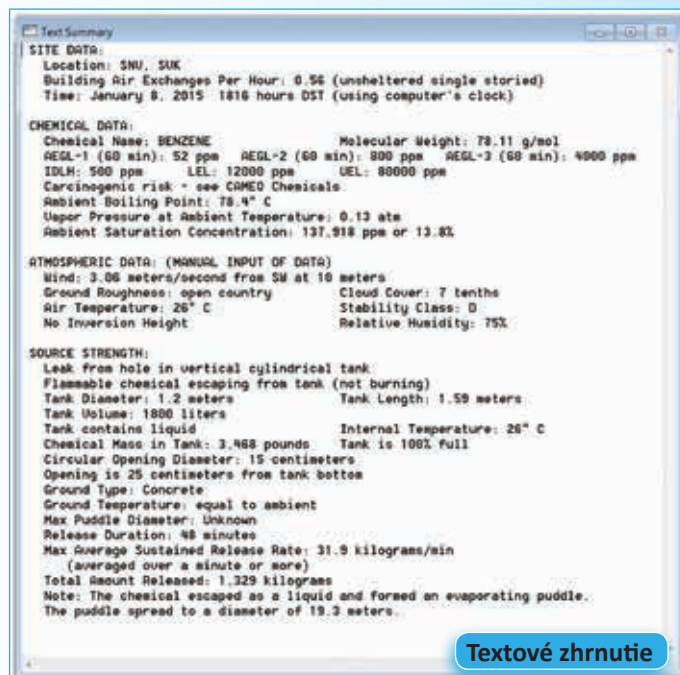 Text Summary
SITE DATA:
Location: SNU, SUK
Building Air Exchanges Per Hour: 0.56 (unsheltered single storied)
Time: January 8, 2015 1816 hours DST (using computer's clock)
CHEMICAL DATA:
Chemical Name: BENZENE Molecular Weight: 78.11 g/mol
AEGL-1 (60 min): 52 ppm AEGL-2 (60 min): 800 ppm AEGL-3 (60 min): 4000 ppm
IDLH: 500 ppm LEL: 12000 ppm UEL: 80000 ppm
Carcinogenic risk - see CAMEO Chemicals
Ambient Boiling Point: 78.4° C
Vapor Pressure at Ambient Temperature: 0.13 atm
Ambient Saturation Concentration: 137,918 ppm or 13.8%
ATMOSPHERIC DATA: (MANUAL INPUT OF DATA)
Wind: 3.06 meters/second from SW at 10 meters
Ground Roughness: open country Cloud Cover: 7 tenths
Air Temperature: 26° C Stability Class: D
No Inversion Height Relative Humidity: 75%
SOURCE STRENGTH:
Leak from hole in vertical cylindrical tank
Flammable chemical escaping from tank (not burning)
Tank Diameter: 1.2 meters Tank Length: 1.59 meters
Tank Volume: 1800 liters
Tank contains liquid Internal Temperature: 26° C
Chemical Mass in Tank: 3,468 pounds Tank is 100% full
Circular Opening Diameter: 15 centimeters
Opening is 25 centimeters from tank bottom
Ground Type: Concrete
Ground Temperature: equal to ambient
Max Puddle Diameter: Unknown
Release Duration: 48 minutes
Max Average Sustained Release Rate: 31.9 kilograms/min
(averaged over a minute or more)
Total Amount Released: 1,329 kilograms
Note: The chemical escaped as a liquid and formed an evaporating puddle.
The puddle spread to a diameter of 19.3 meters.
Textové zhrnutie